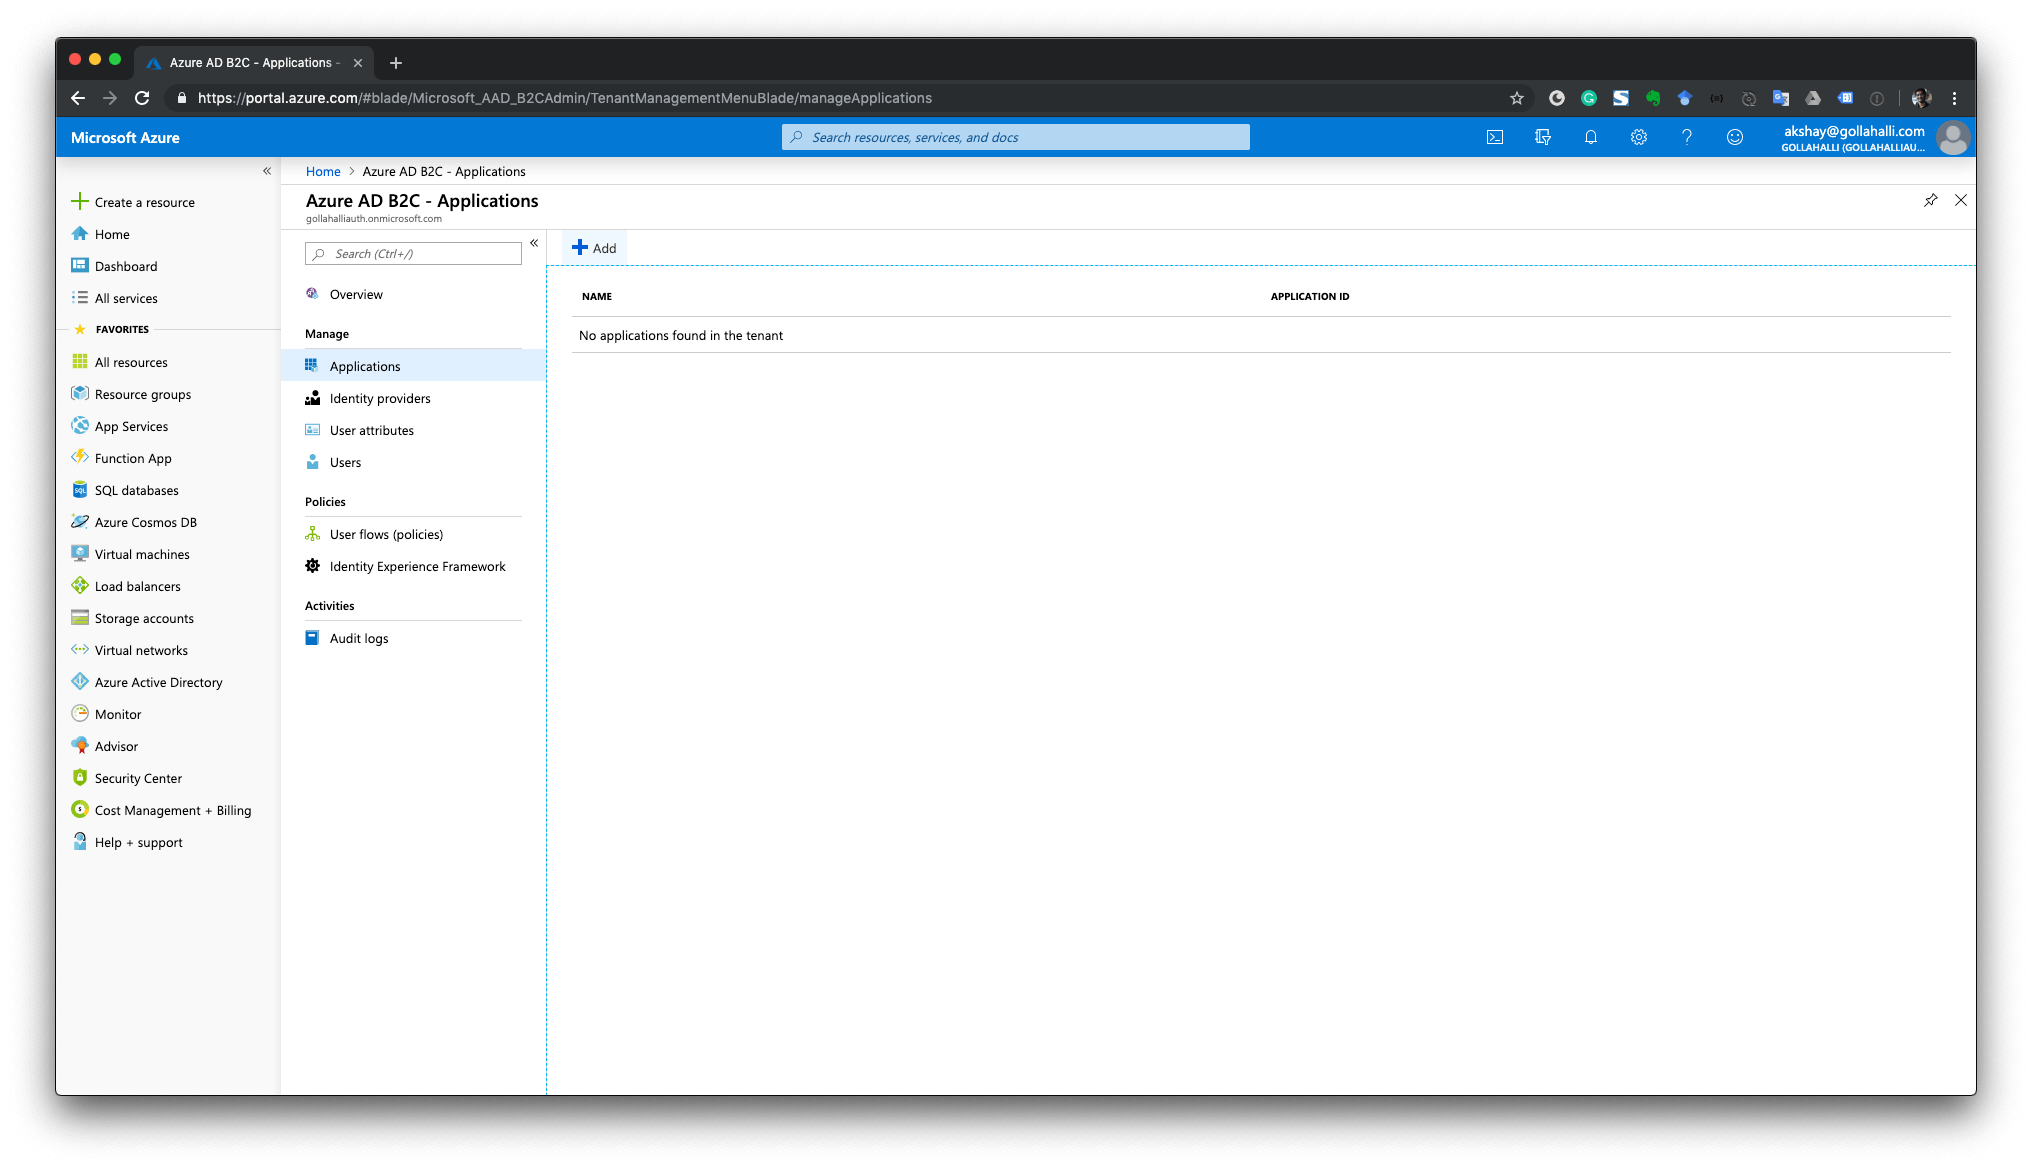 Azure AD B2C - Applications -
https://portal.azure.com/#blade/Microsoft_AAD_B2CAdmin/TenantManagementMenuBlade/manageApplications
Microsoft Azure
Search resources, services, and docs
akshay@gollahalli.com
GOLLAHALLI (GOLLAHALLIAU...
Create a resource
Home
Dashboard
All services
FAVORITES
All resources
Resource groups
App Services
Function App
SQL databases
Azure Cosmos DB
Virtual machines
Load balancers
Storage accounts
Virtual networks
Azure Active Directory
Monitor
Advisor
Security Center
Cost Management + Billing
Help + support
Home > Azure AD B2C - Applications
Azure AD B2C - Applications
gollahalliauth.onmicrosoft.com
Search (Ctrl+/)
Overview
Manage
Applications
Identity providers
User attributes
Users
Policies
User flows (policies)
Identity Experience Framework
Activities
Audit logs
Add
NAME APPLICATION ID
No applications found in the tenant